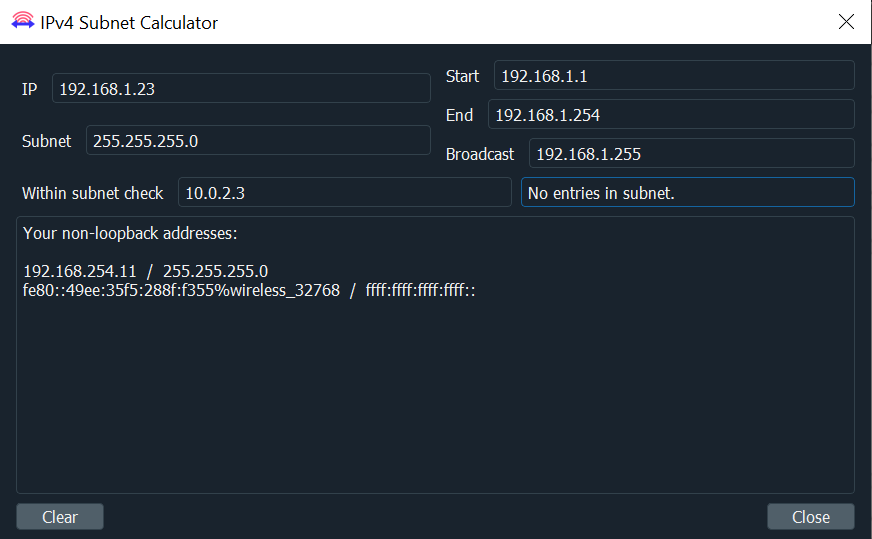 IPv4 Subnet Calculator
IP 192.168.1.23
Subnet 255.255.255.0
Start 192.168.1.1
End 192.168.1.254
Broadcast 192.168.1.255
Within subnet check 10.0.2.3 No entries in subnet.
Your non-loopback addresses:
192.168.254.11 / 255.255.255.0
fe80::49ee:35f5:288f:f355%wireless_32768 / ffff:ffff:ffff:ffff::
Clear Close